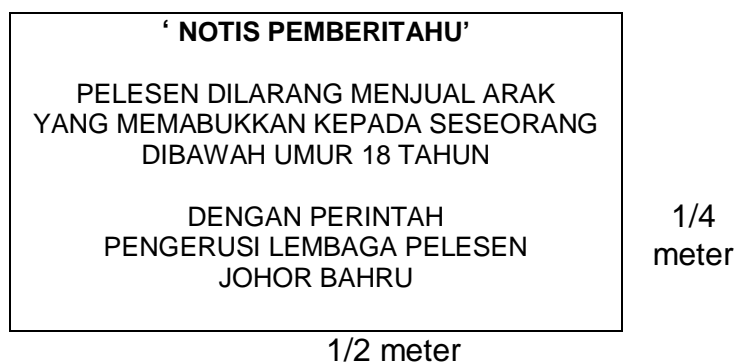 ‘ NOTIS PEMBERITAHU’
PELESEN DILARANG MENJUAL ARAK
YANG MEMABUKKAN KEPADA SESEORANG
DIBAWAH UMUR 18 TAHUN
DENGAN PERINTAH
PENGERUSI LEMBAGA PELESEN
JOHOR BAHRU
1/4
meter
1/2 meter